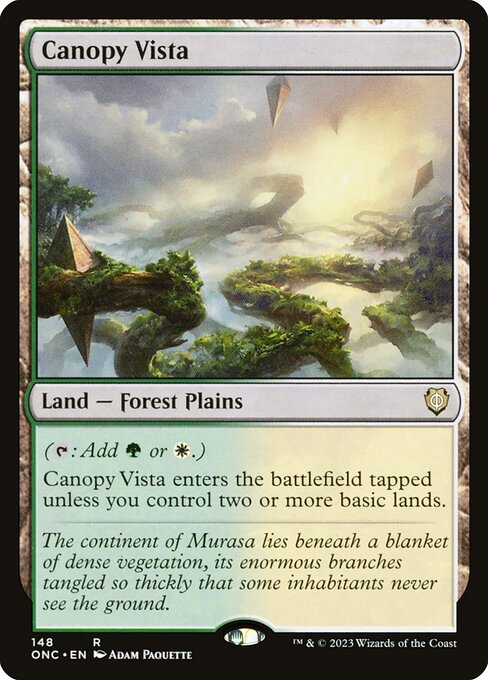 Canopy Vista
Land — Forest Plains
(: Add or .)
Canopy Vista enters the battlefield tapped
unless you control two or more basic lands.
The continent of Murasa lies beneath a blanket
of dense vegetation, its enormous branches
tangled so thickly that some inhabitants never
see the ground.
148 R
ONC • EN Adam Paquette
™ & © 2023 Wizards of the Coast